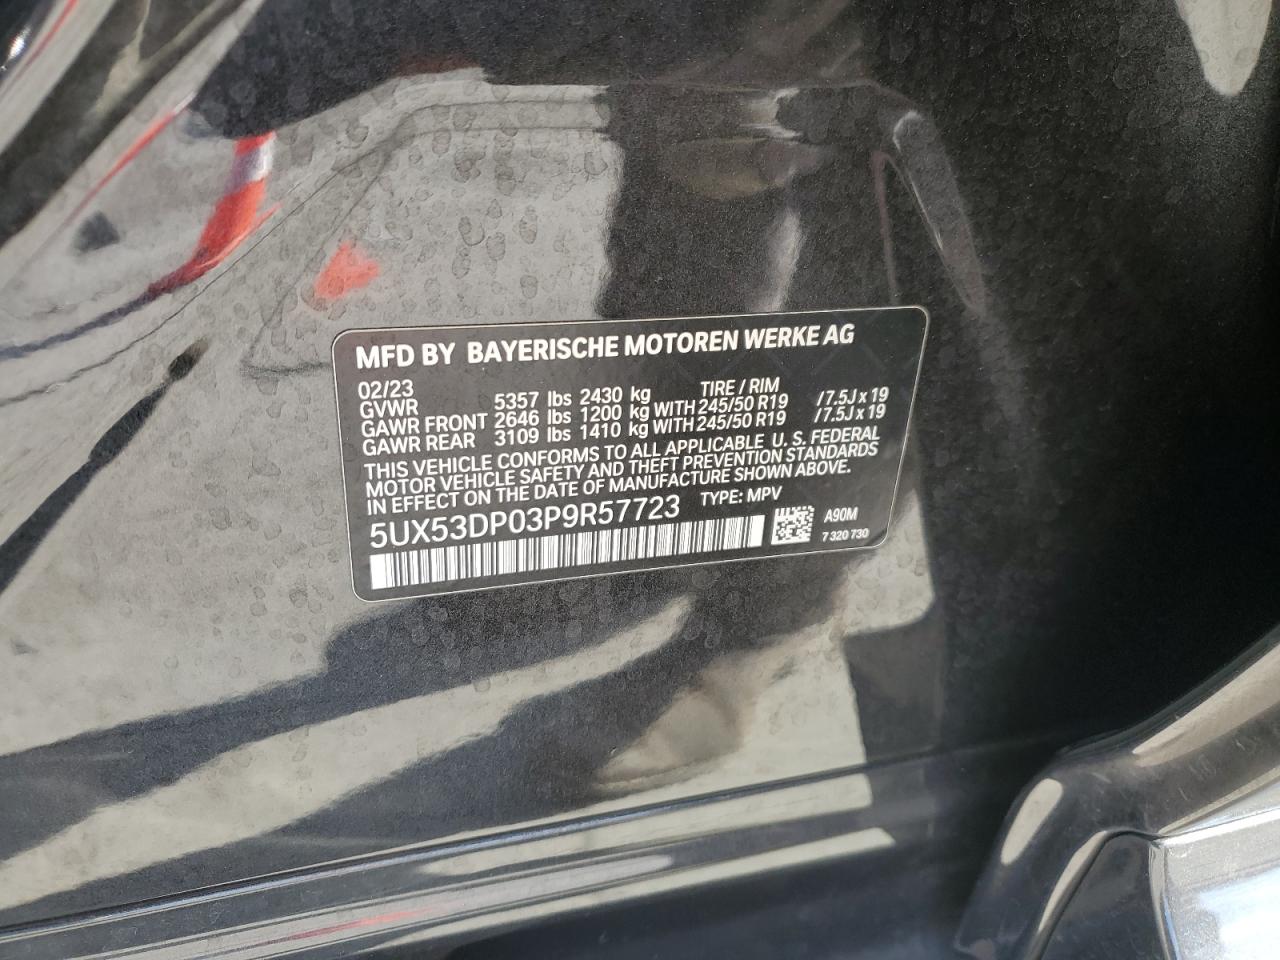 MFD BY BAYERISCHE MOTOREN WERKE AG
02/23 TIRE / RIM
GVWR 5357 lbs 2430 kg
GAWR FRONT 2646 lbs 1200 kg WITH 245/50 R19 /7.5J x 19
GAWR REAR 3109 lbs 1410 kg WITH 245/50 R19 /7.5J x 19
THIS VEHICLE CONFORMS TO ALL APPLICABLE U. S. FEDERAL
MOTOR VEHICLE SAFETY AND THEFT PREVENTION STANDARDS
IN EFFECT ON THE DATE OF MANUFACTURE SHOWN ABOVE.
5UX53DP03P9R57723 TYPE: MPV
A90M
7 320 730